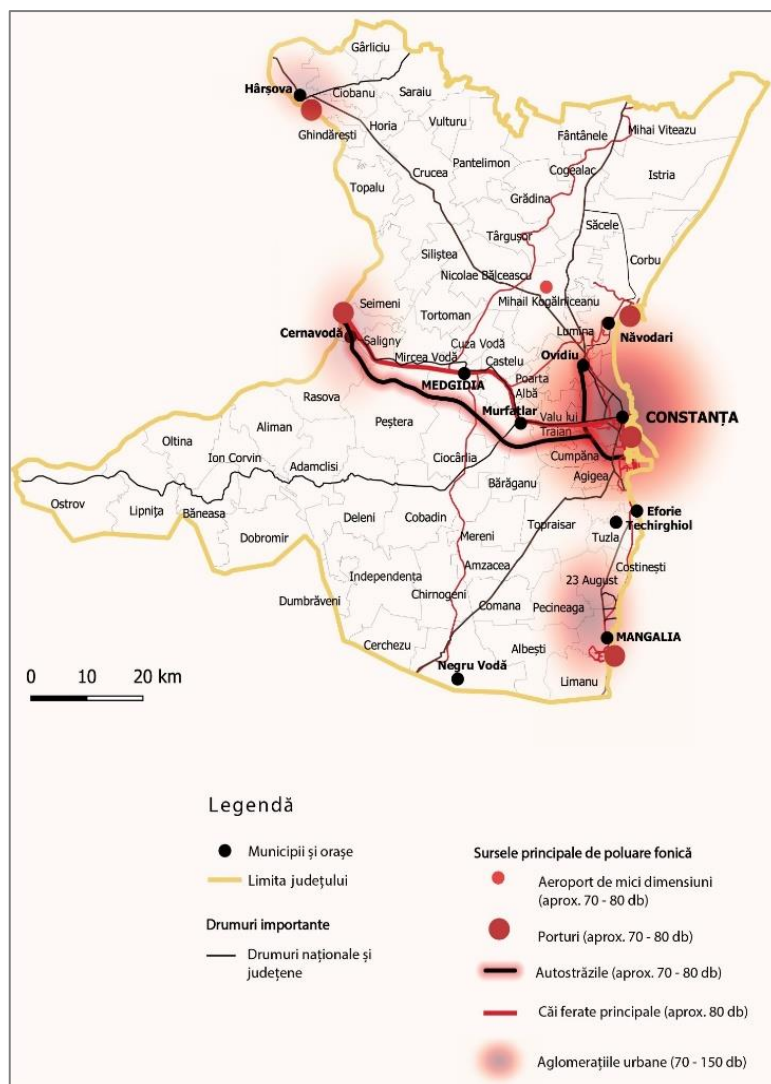 Gârliciu
Hârșova
Ciobanu
Saraiu
Ghindărești
Horia
Vulturu
Fântânele
Mihai Viteazu
Crucea
Pantelimon
Cogealac
Topalu
Grădina
Istria
Târgușor
Săcele
Siliștea
Nicolae Bălcescu
Corbu
Mihail Kogălniceanu
Seimeni
Tortoman
Lumina
Năvodari
Cernavodă
Saligny
Cuza Vodă
Ovidiu
Mircea Vodă
Castelu
MEDGIDIA
Poarta
Albă
Rasova
Murfatlar
Valu lui
Traian
CONSTANȚA
Peștera
Aliman
Oltina
Ciocârlia
Cumpăna
Ion Corvin
Adamclisi
Agigea
Bărăganu
Ostrov
Lipnița
Băneasa
Eforie
Deleni
Cobadin
Topraisar
Techirghiol
Dobromir
Mereni
Tuzla
Amzacea
Costinești
Independența
23 August
Dumbrăveni
Chirnogeni
Comana
Pecineaga
Cerchezu
Albești
MANGALIA
Negru Vodă
Limanu
0 10 20 km
Legendă
Municipii și orașe
Limita județului
Drumuri importante
Drumuri naționale și
județene
Sursele principale de poluare fonică
Aeroport de mici dimensiuni
(aprox. 70 - 80 db)
Porturi (aprox. 70 - 80 db)
Autostrăzile (aprox. 70 - 80 db)
Căi ferate principale (aprox. 80 db)
Aglomerațiile urbane (70 - 150 db)